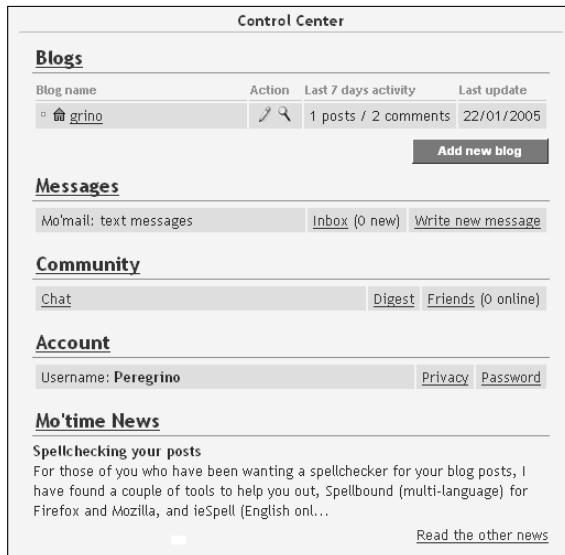 Control Center
Blogs
Blog name Action Last 7 days activity Last update
grino 1 posts / 2 comments 22/01/2005
Add new blog
Messages
Mo'mail: text messages Inbox (0 new) Write new message
Community
Chat Digest Friends (0 online)
Account
Username: Peregrino Privacy Password
Mo'time News
Spellchecking your posts
For those of you who have been wanting a spellchecker for your blog posts, I
have found a couple of tools to help you out, Spellbound (multi-language) for
Firefox and Mozilla, and ieSpell (English onl...
Read the other news